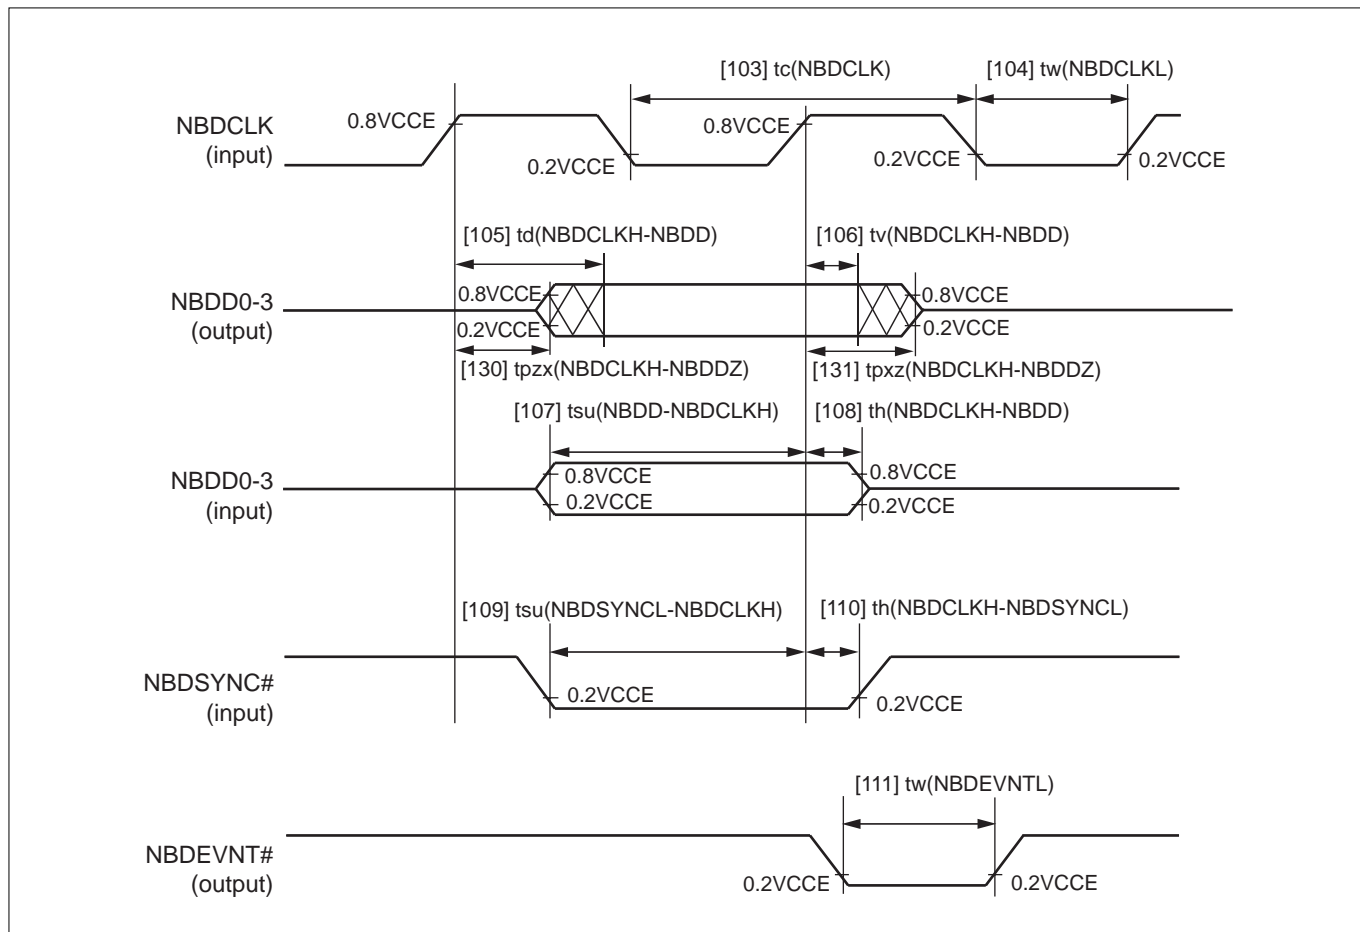 [103] tc(NBDCLK)
[104] tw(NBDCLKL)
NBDCLK
(input)
0.8VCCE
0.8VCCE
0.2VCCE
0.2VCCE
0.2VCCE
[105] td(NBDCLKH-NBDD)
[106] tv(NBDCLKH-NBDD)
NBDD0-3
(output)
0.8VCCE
0.8VCCE
0.2VCCE
0.2VCCE
[130] tpzx(NBDCLKH-NBDDZ)
[131] tpxz(NBDCLKH-NBDDZ)
[107] tsu(NBDD-NBDCLKH)
[108] th(NBDCLKH-NBDD)
NBDD0-3
(input)
0.8VCCE
0.8VCCE
0.2VCCE
0.2VCCE
[109] tsu(NBDSYNCL-NBDCLKH)
[110] th(NBDCLKH-NBDSYNCL)
NBDSYNC#
(input)
0.2VCCE
0.2VCCE
[111] tw(NBDEVNTL)
NBDEVNT#
(output)
0.2VCCE
0.2VCCE